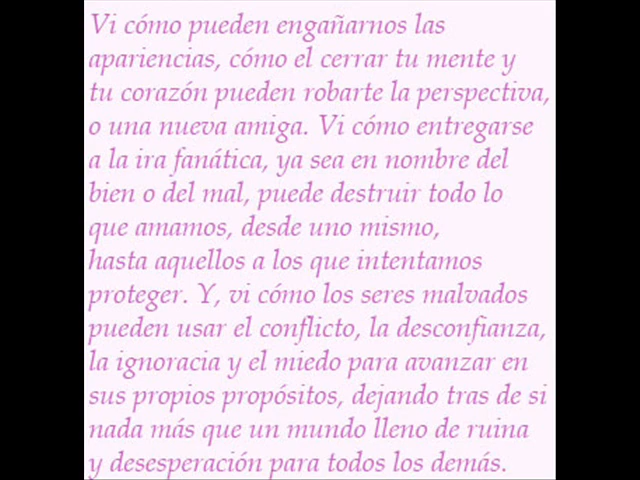 Vi cómo pueden engañarnos las
apariencias, cómo el cerrar tu mente y
tu corazón pueden robarte la perspectiva,
o una nueva amiga. Vi cómo entregarse
a la ira fanática, ya sea en nombre del
bien o del mal, puede destruir todo lo
que amamos, desde uno mismo,
hasta aquellos a los que intentamos
proteger. Y, vi cómo los seres malvados
pueden usar el conflicto, la desconfianza,
la ignoracia y el miedo para avanzar en
sus propios propósitos, dejando tras de si
nada más que un mundo lleno de ruina
y desesperación para todos los demás.